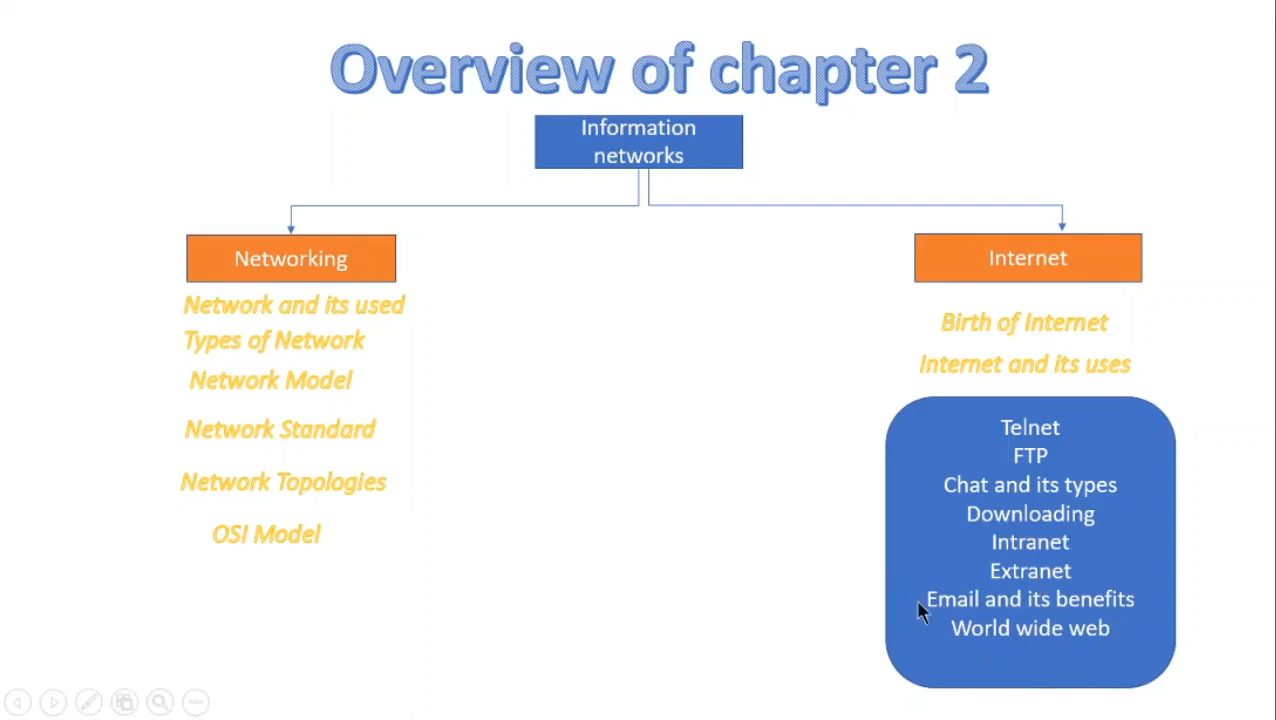 Overview of chapter 2
Information
networks
Networking
Internet
Network and its used
Types of Network
Network Model
Network Standard
Network Topologies
OSI Model
Birth of Internet
Internet and its uses
Telnet
FTP
Chat and its types
Downloading
Intranet
Extranet
Email and its benefits
World wide web